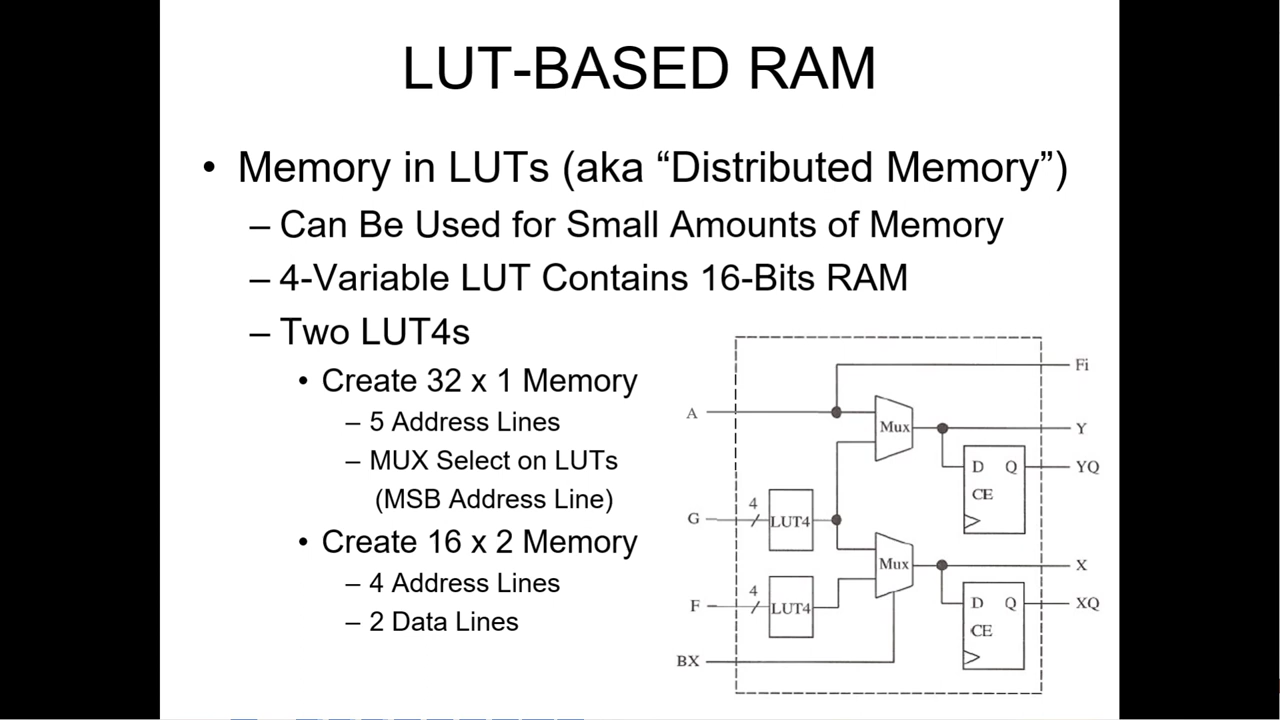 LUT-BASED RAM
• Memory in LUTs (aka “Distributed Memory”)
– Can Be Used for Small Amounts of Memory
– 4-Variable LUT Contains 16-Bits RAM
– Two LUT4s
• Create 32 x 1 Memory
– 5 Address Lines
– MUX Select on LUTs
(MSB Address Line)
• Create 16 x 2 Memory
– 4 Address Lines
– 2 Data Lines
Fi
A
Mux
Y
D Q
YQ
CE
4
G
LUT4
Mux
X
4
F
LUT4
D Q
XQ
CE
BX